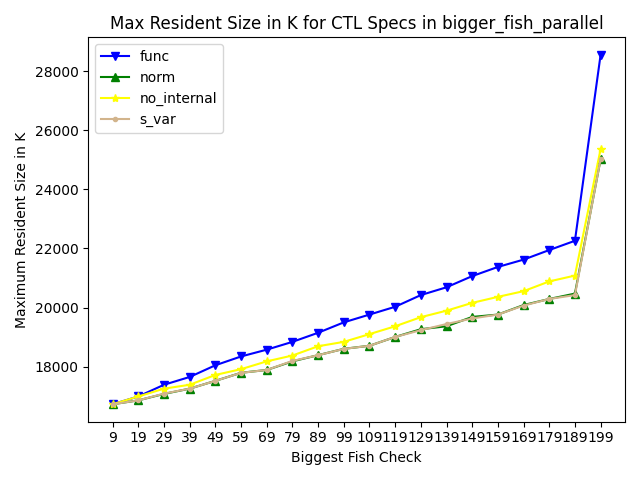 Max Resident Size in K for CTL Specs in bigger_fish_parallel
func
norm
no_internal
s_var
Maximum Resident Size in K
28000
26000
24000
22000
20000
18000
9 19 29 39 49 59 69 79 89 99 109 119 129 139 149 159 169 179 189 199
Biggest Fish Check